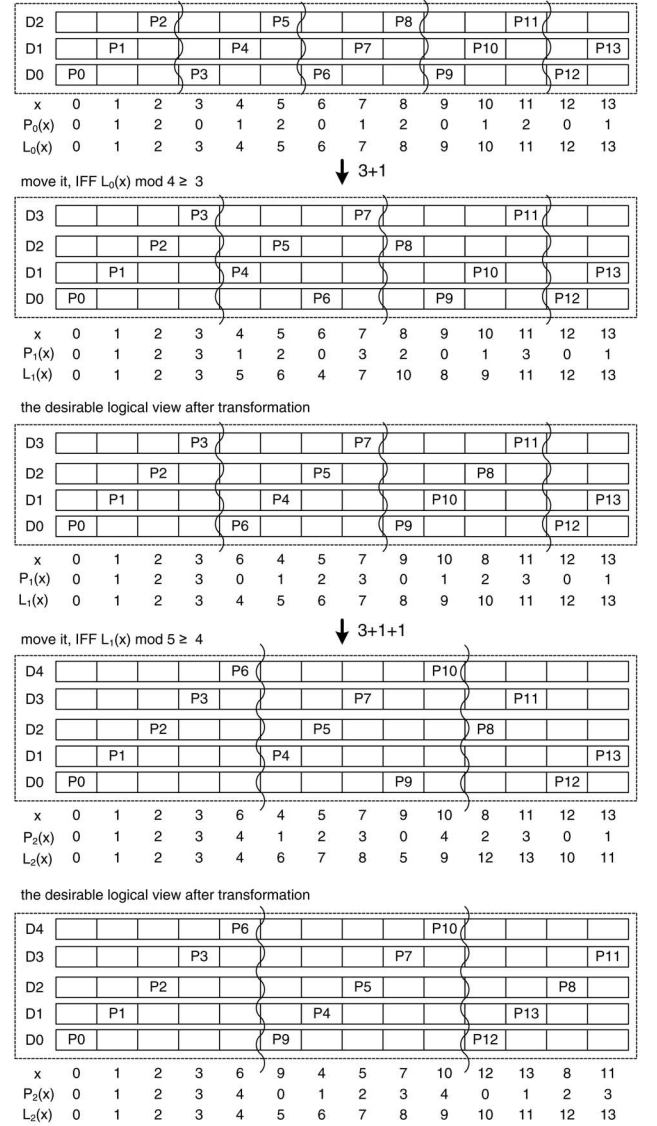 D2 P2 P5 P8 P11
D1 P1 P4 P7 P10 P13
D0 P0 P3 P6 P9 P12
x 0 1 2 3 4 5 6 7 8 9 10 11 12 13
P0(x) 0 1 2 0 1 2 0 1 2 0 1 2 0 1
L0(x) 0 1 2 3 4 5 6 7 8 9 10 11 12 13
3+1
move it, IFF L0(x) mod 4 ≥ 3
D3 P3 P7 P11
D2 P2 P5 P8
D1 P1 P4 P10 P13
D0 P0 P6 P9 P12
x 0 1 2 3 4 5 6 7 8 9 10 11 12 13
P1(x) 0 1 2 3 1 2 0 3 2 0 1 3 0 1
L1(x) 0 1 2 3 5 6 4 7 10 8 9 11 12 13
the desirable logical view after transformation
D3 P3 P7 P11
D2 P2 P5 P8
D1 P1 P4 P10 P13
D0 P0 P6 P9 P12
x 0 1 2 3 6 4 5 7 9 10 8 11 12 13
P1(x) 0 1 2 3 0 1 2 3 0 1 2 3 0 1
L1(x) 0 1 2 3 4 5 6 7 8 9 10 11 12 13
3+1+1
move it, IFF L1(x) mod 5 ≥ 4
D4 P6 P10
D3 P3 P7 P11
D2 P2 P5 P8
D1 P1 P4 P13
D0 P0 P9 P12
x 0 1 2 3 6 4 5 7 9 10 8 11 12 13
P2(x) 0 1 2 3 4 1 2 3 0 4 2 3 0 1
L2(x) 0 1 2 3 4 6 7 8 5 9 12 13 10 11
the desirable logical view after transformation
D4 P6 P10
D3 P3 P7 P11
D2 P2 P5 P8
D1 P1 P4 P13
D0 P0 P9 P12
x 0 1 2 3 6 9 4 5 7 10 12 13 8 11
P2(x) 0 1 2 3 4 0 1 2 3 4 0 1 2 3
L2(x) 0 1 2 3 4 5 6 7 8 9 10 11 12 13